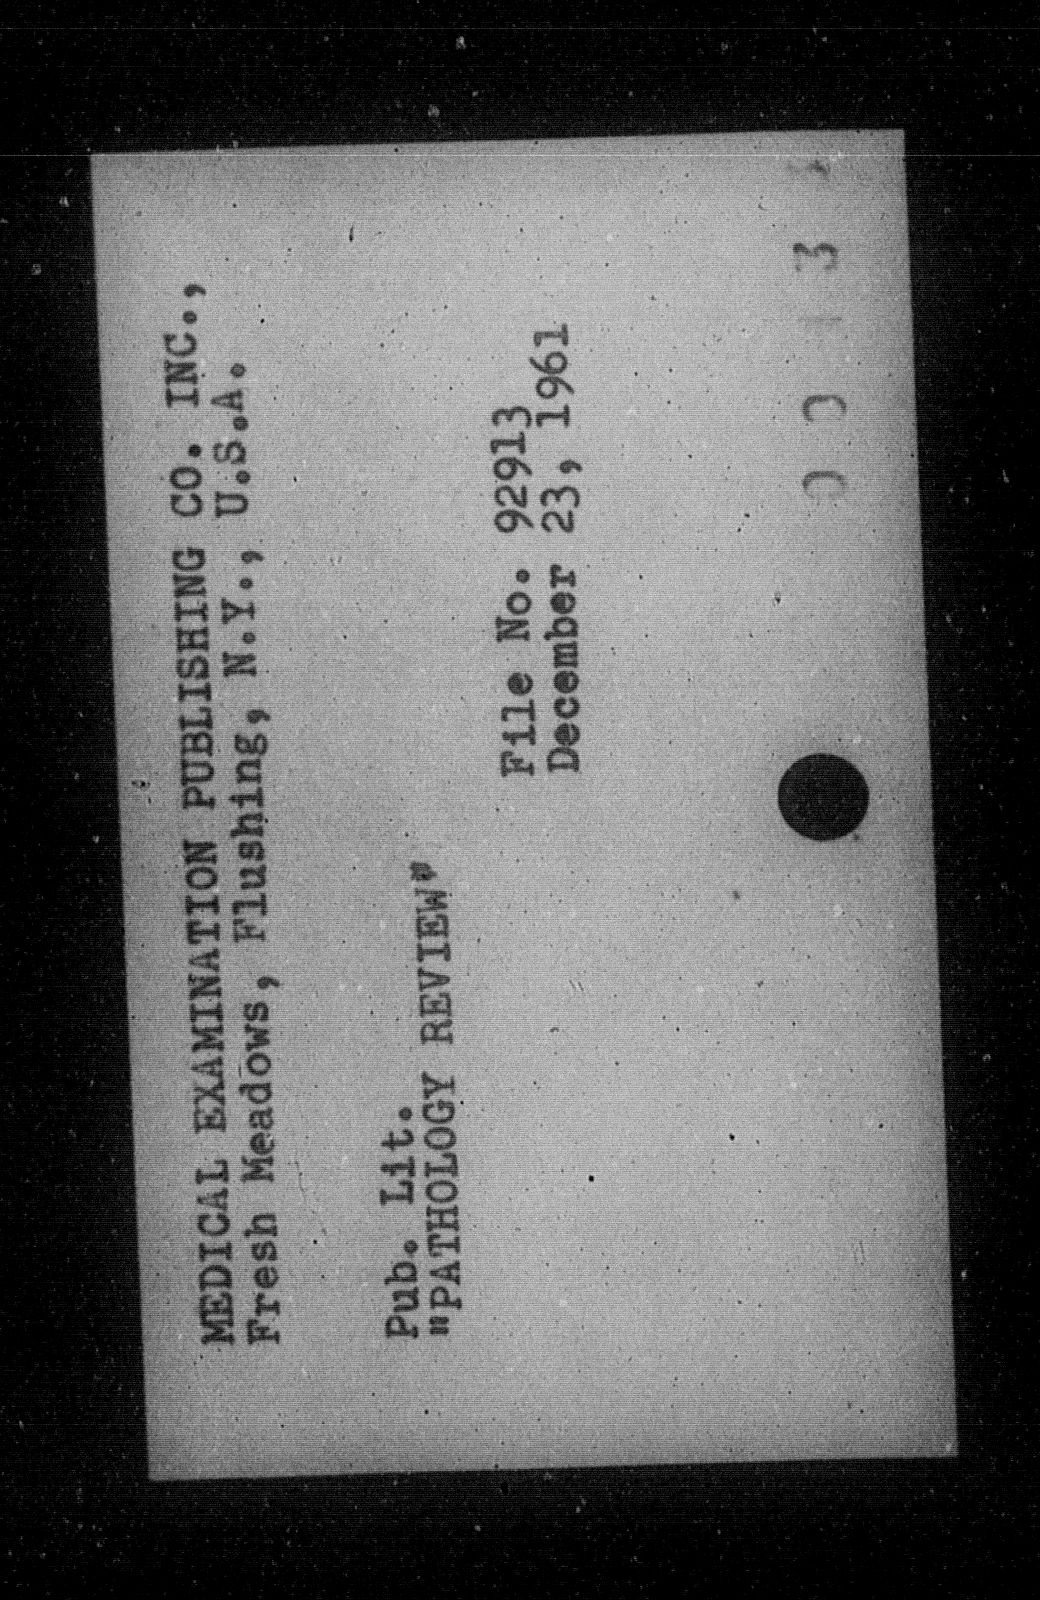 MEDICAL EXAMINATION PUBLISHING CO. INC.,
Fresh Meadows, Flushing, N.Y., U.S.A.
Pub. Lit.
"PATHOLOGY REVIEW"
File No. 92913
December 23, 1961